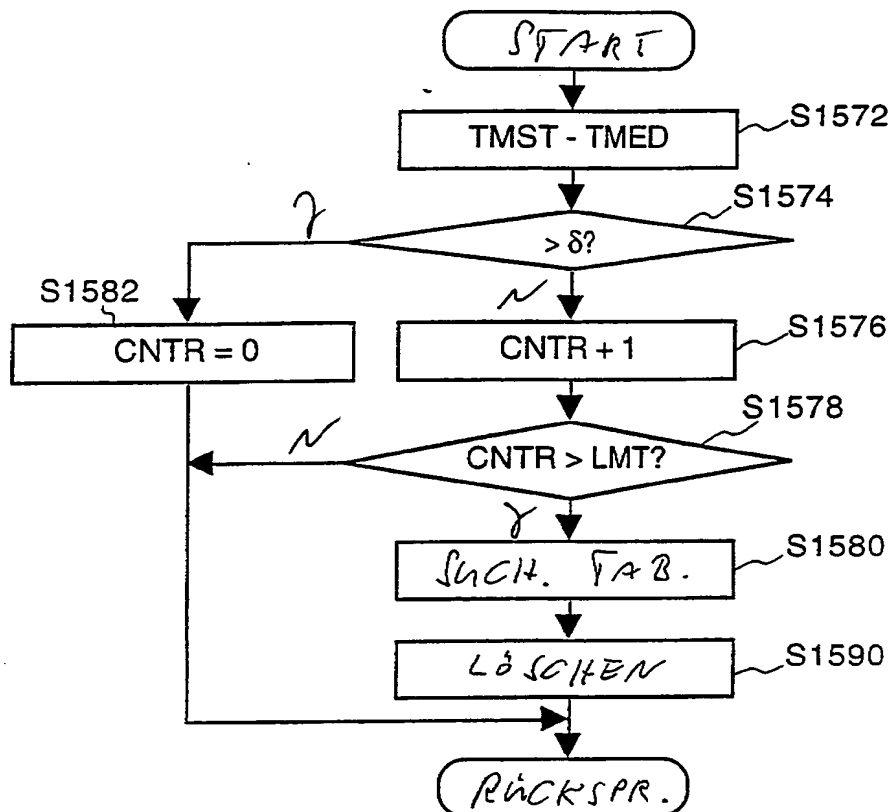 START
TMST - TMED
S1572
S1574
> δ?
Y
N
S1582
CNTR = 0
CNTR + 1
S1576
S1578
CNTR > LMT?
N
Y
SUCH. TAB.
S1580
LÖSCHEN
S1590
RÜCKSPR.